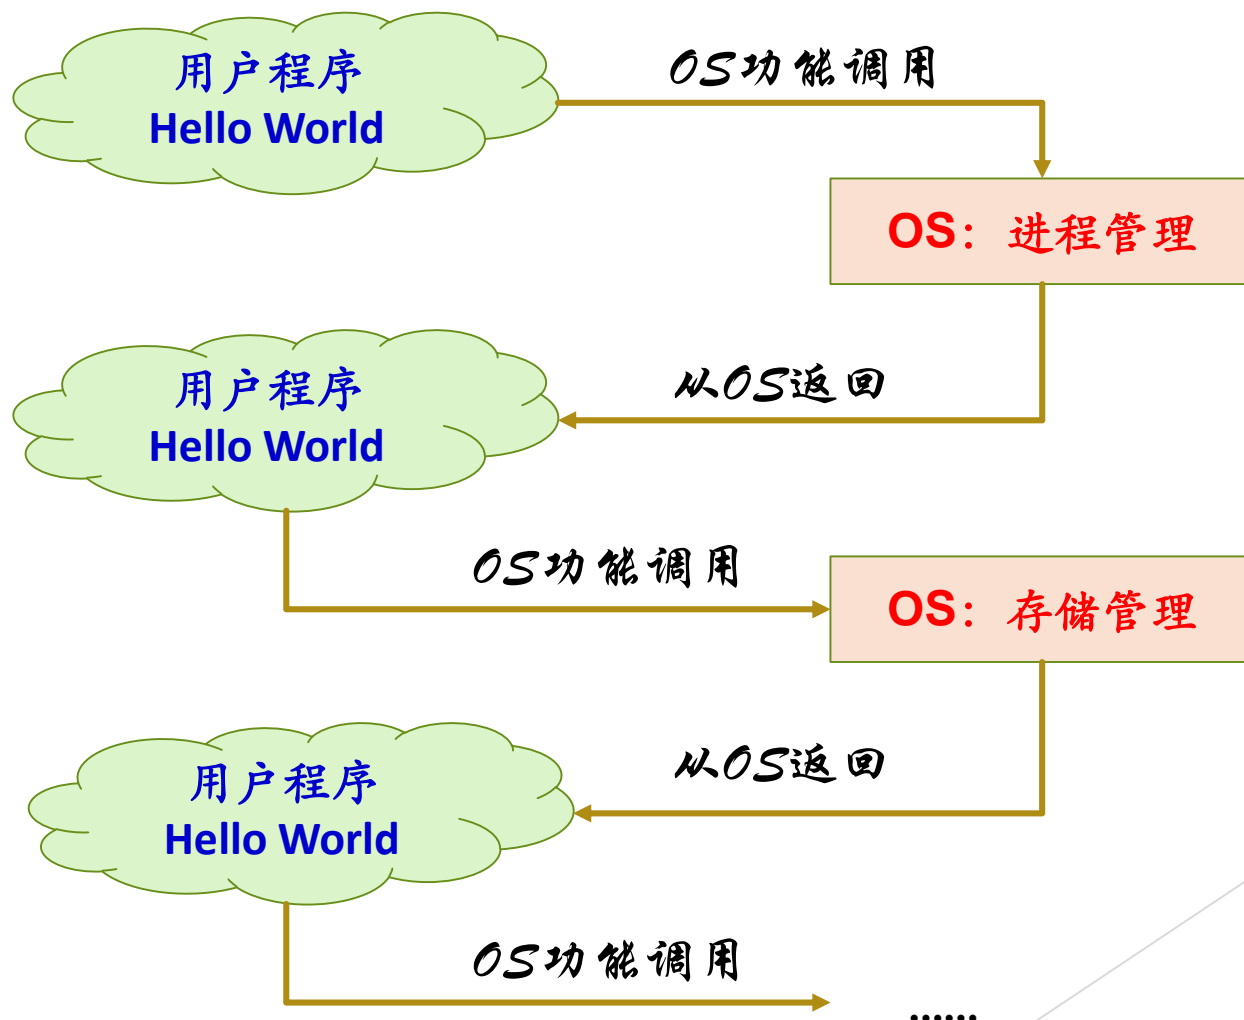 用户程序
Hello World
OS功能调用
OS：进程管理
从OS返回
用户程序
Hello World
OS功能调用
OS：存储管理
从OS返回
用户程序
Hello World
OS功能调用
......